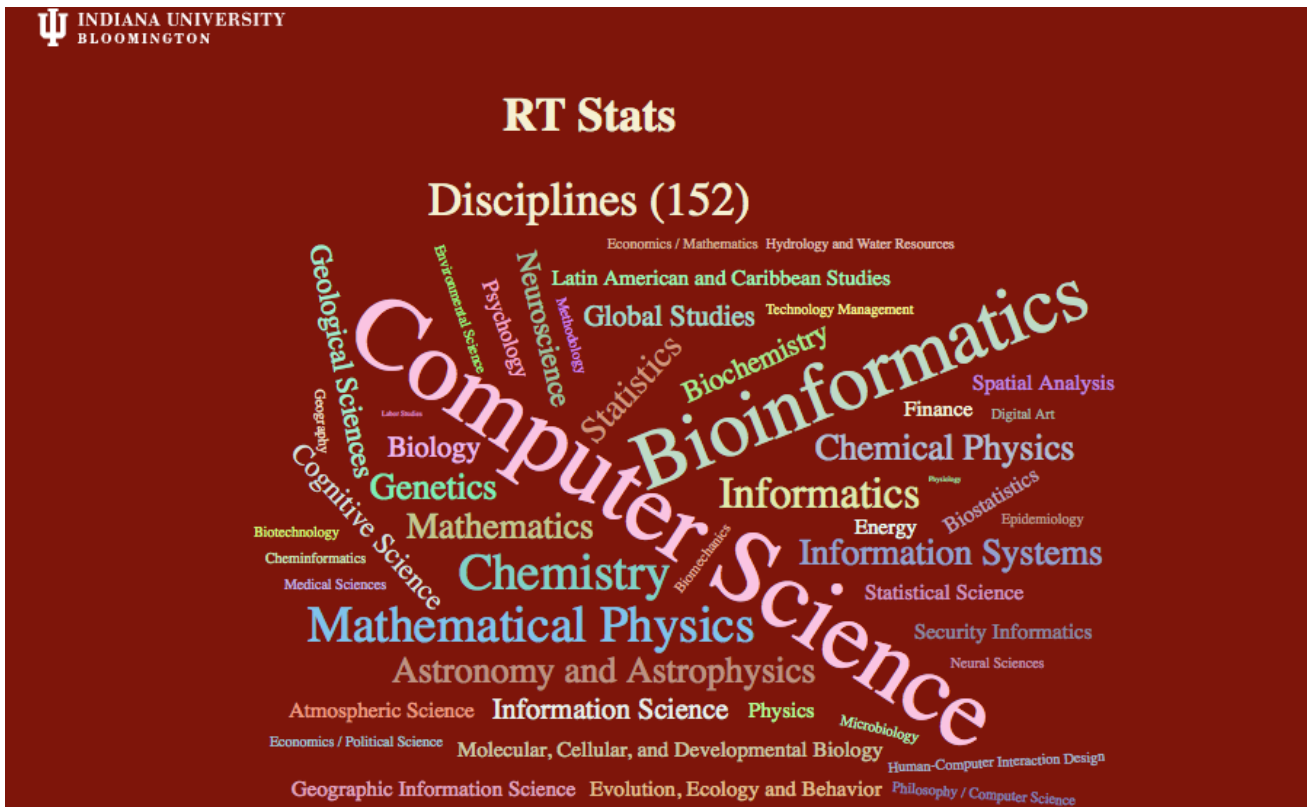 INDIANA UNIVERSITY
BLOOMINGTON
RT Stats
Disciplines (152)
Economics / Mathematics
Hydrology and Water Resources
Geological Sciences
Environmental Science
Psychology
Neuroscience
Methodology
Latin American and Caribbean Studies
Global Studies
Technology Management
Computer Science
Statistics
Biochemistry
Bioinformatics
Spatial Analysis
Finance
Digital Art
Geography
Labor Studies
Biology
Chemical Physics
Cognitive Science
Genetics
Informatics
Physiology
Biostatistics
Epidemiology
Biotechnology
Mathematics
Energy
Cheminformatics
Biomechanics
Information Systems
Medical Sciences
Chemistry
Statistical Science
Mathematical Physics
Security Informatics
Astronomy and Astrophysics
Neural Sciences
Atmospheric Science
Information Science
Physics
Microbiology
Economics / Political Science
Molecular, Cellular, and Developmental Biology
Human-Computer Interaction Design
Geographic Information Science
Evolution, Ecology and Behavior
Philosophy / Computer Science